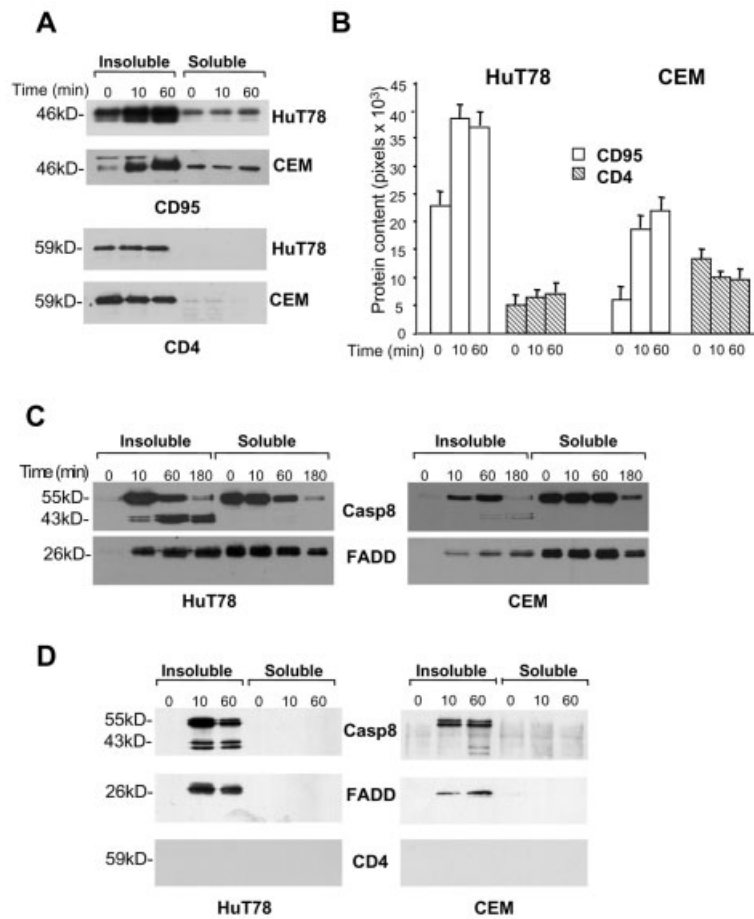 A
Insoluble Soluble
Time (min) 0 10 60 0 10 60
46kD- HuT78
46kD- CEM
CD95
59kD- HuT78
59kD- CEM
CD4
B
HuT78 CEM
Protein content (pixels x 10³)
45
40
35
30
25
20
15
10
5
0
CD95
CD4
Time (min) 0 10 60 0 10 60 0 10 60 0 10 60
C
Insoluble Soluble Insoluble Soluble
Time (min) 0 10 60 180 0 10 60 180 0 10 60 180 0 10 60 180
55kD- Casp8
43kD-
26kD- FADD
HuT78 CEM
D
Insoluble Soluble Insoluble Soluble
0 10 60 0 10 60 0 10 60 0 10 60
55kD- Casp8
43kD-
26kD- FADD
59kD- CD4
HuT78 CEM